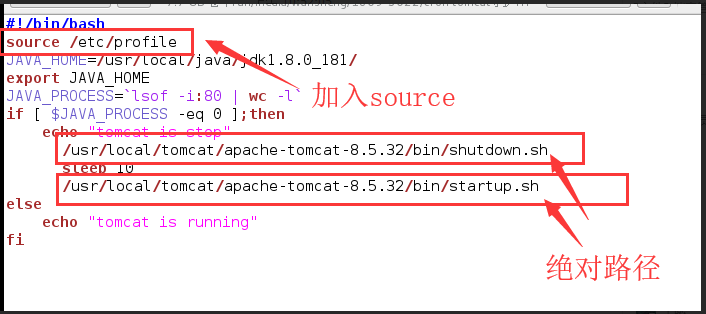 #!/bin/bash
source /etc/profile
JAVA_HOME=/usr/local/java/jdk1.8.0_181/
export JAVA_HOME
加入source
JAVA_PROCESS=`lsof -i:80 | wc -l`
if [ $JAVA_PROCESS -eq 0 ];then
echo "tomcat is stop"
/usr/local/tomcat/apache-tomcat-8.5.32/bin/shutdown.sh
sleep 10
/usr/local/tomcat/apache-tomcat-8.5.32/bin/startup.sh
else
echo "tomcat is running"
fi
绝对路径